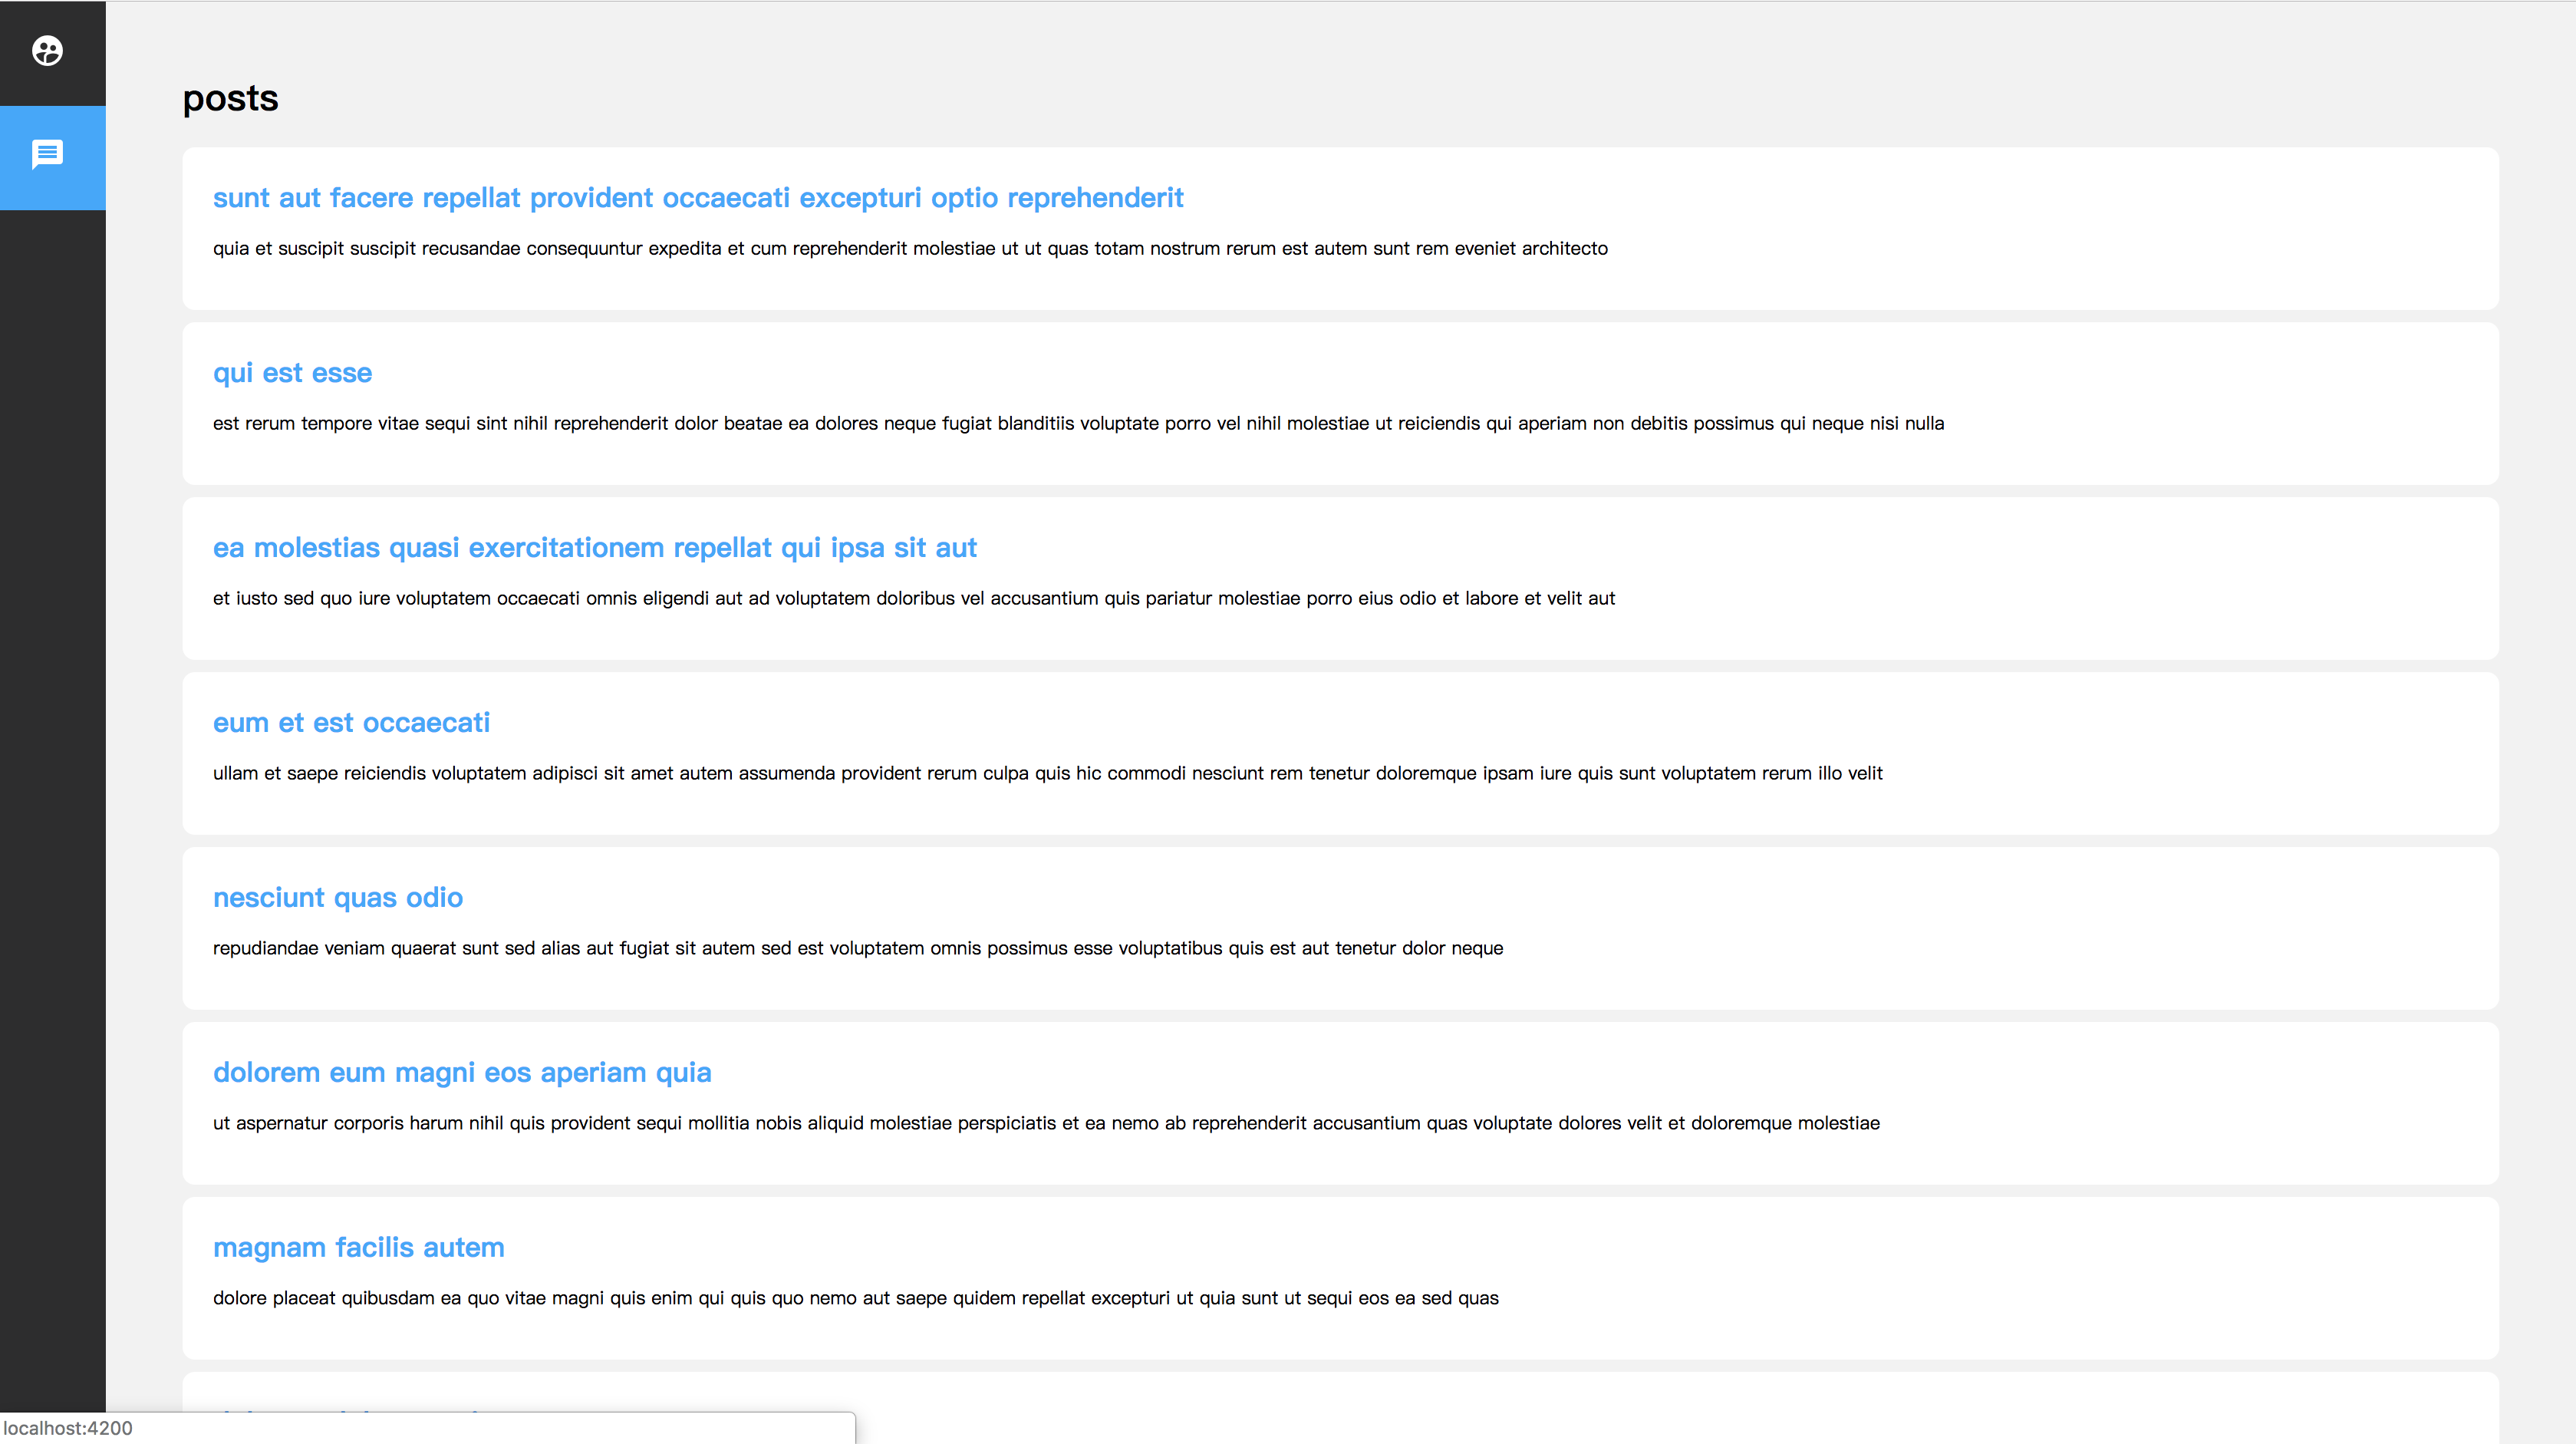 posts
sunt aut facere repellat provident occaecati excepturi optio reprehenderit
quia et suscipit suscipit recusandae consequuntur expedita et cum reprehenderit molestiae ut ut quas totam nostrum rerum est autem sunt rem eveniet architecto
qui est esse
est rerum tempore vitae sequi sint nihil reprehenderit dolor beatae ea dolores neque fugiat blanditiis voluptate porro vel nihil molestiae ut reiciendis qui aperiam non debitis possimus qui neque nisi nulla
ea molestias quasi exercitationem repellat qui ipsa sit aut
et iusto sed quo iure voluptatem occaecati omnis eligendi aut ad voluptatem doloribus vel accusantium quis pariatur molestiae porro eius odio et labore et velit aut
eum et est occaecati
ullam et saepe reiciendis voluptatem adipisci sit amet autem assumenda provident rerum culpa quis hic commodi nesciunt rem tenetur doloremque ipsam iure quis sunt voluptatem rerum illo velit
nesciunt quas odio
repudiandae veniam quaerat sunt sed alias aut fugiat sit autem sed est voluptatem omnis possimus esse voluptatibus quis est aut tenetur dolor neque
dolorem eum magni eos aperiam quia
ut aspernatur corporis harum nihil quis provident sequi mollitia nobis aliquid molestiae perspiciatis et ea nemo ab reprehenderit accusantium quas voluptate dolores velit et doloremque molestiae
magnam facilis autem
dolore placeat quibusdam ea quo vitae magni quis enim qui quis quo nemo aut saepe quidem repellat excepturi ut quia sunt ut sequi eos ea sed quas
localhost:4200